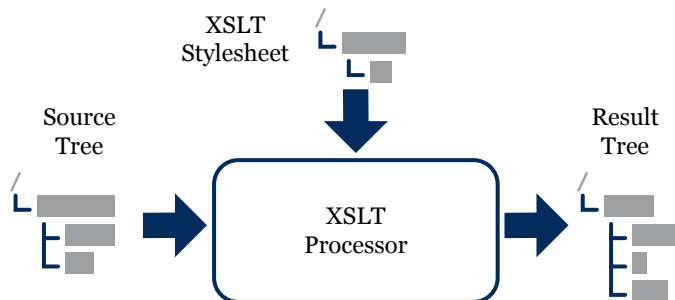 XSLT
Stylesheet
Source
Tree
Result
Tree
XSLT
Processor